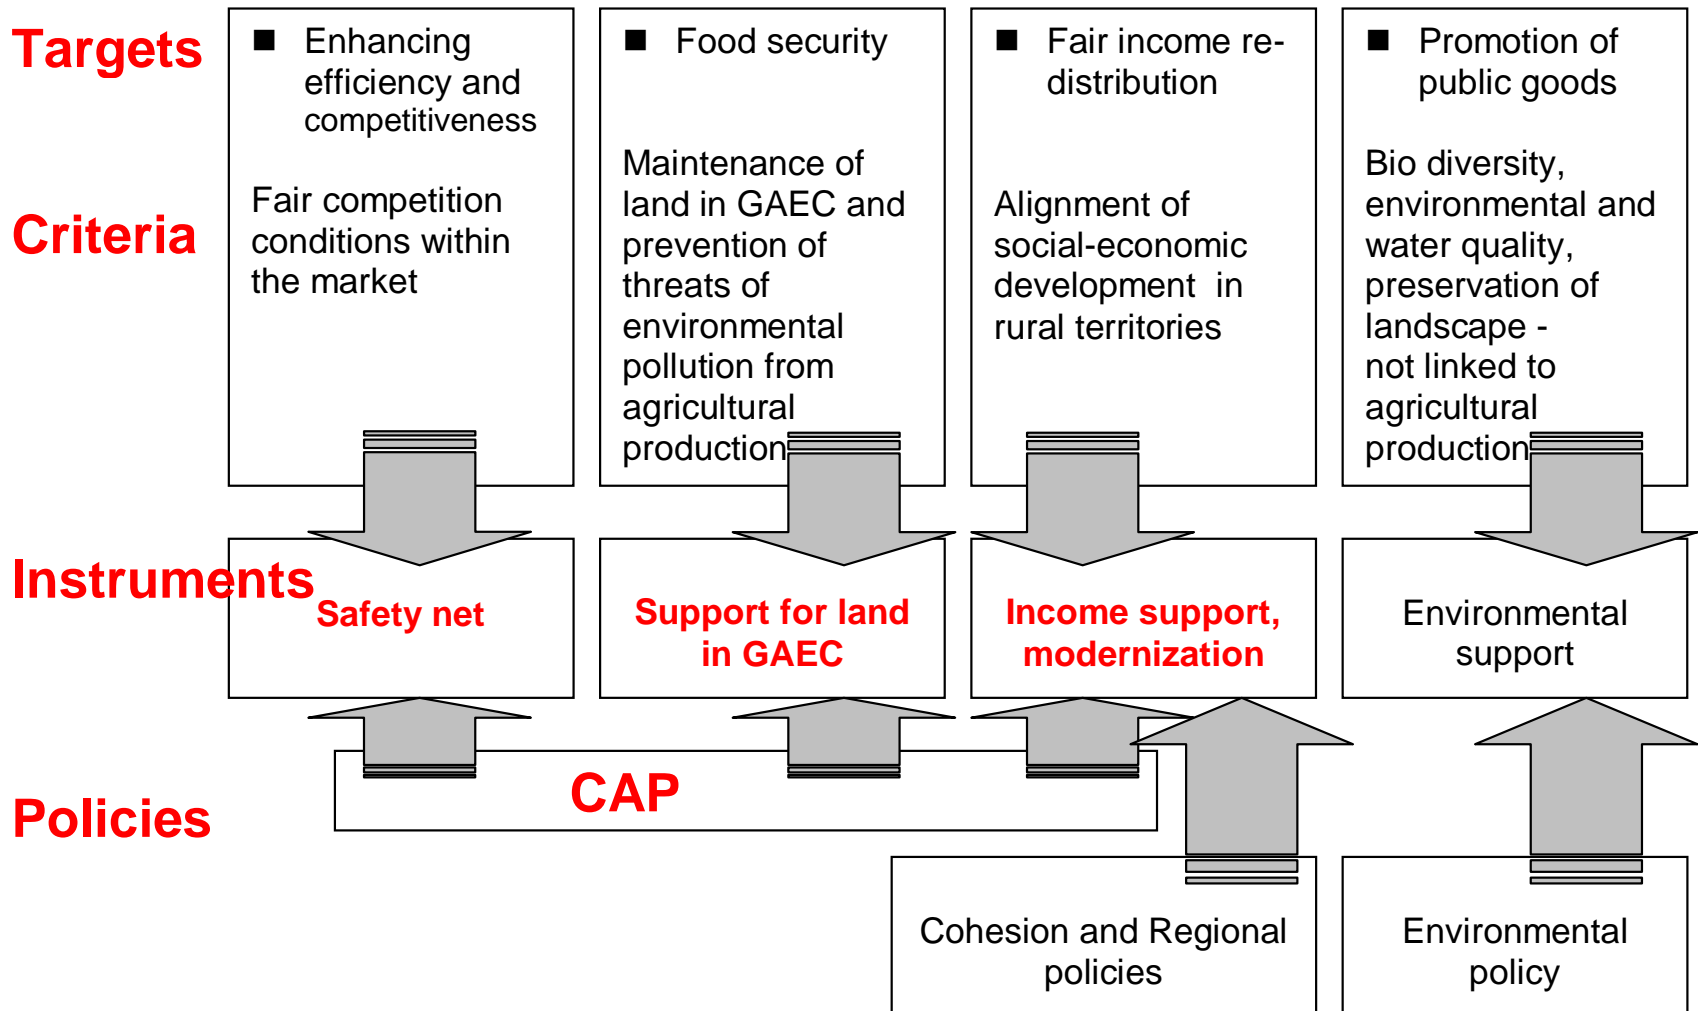 Targets
■ Enhancing
efficiency and
competitiveness
■ Food security
■ Fair income re-
distribution
■ Promotion of
public goods
Criteria
Fair competition
conditions within
the market
Maintenance of
land in GAEC and
prevention of
threats of
environmental
pollution from
agricultural
production
Alignment of
social-economic
development in
rural territories
Bio diversity,
environmental and
water quality,
preservation of
landscape -
not linked to
agricultural
production
Instruments
Safety net
Support for land
in GAEC
Income support,
modernization
Environmental
support
Policies
CAP
Cohesion and Regional
policies
Environmental
policy